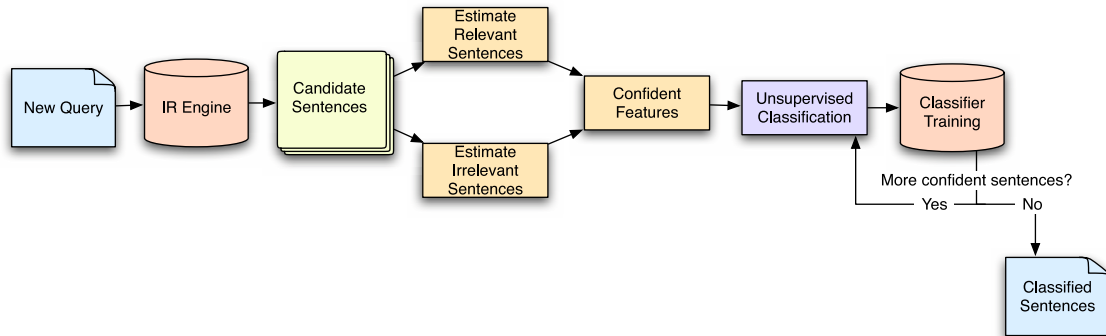 New Query
IR Engine
Candidate
Sentences
Estimate
Relevant
Sentences
Estimate
Irrelevant
Sentences
Confident
Features
Unsupervised
Classification
Classifier
Training
More confident sentences?
Yes
No
Classified
Sentences